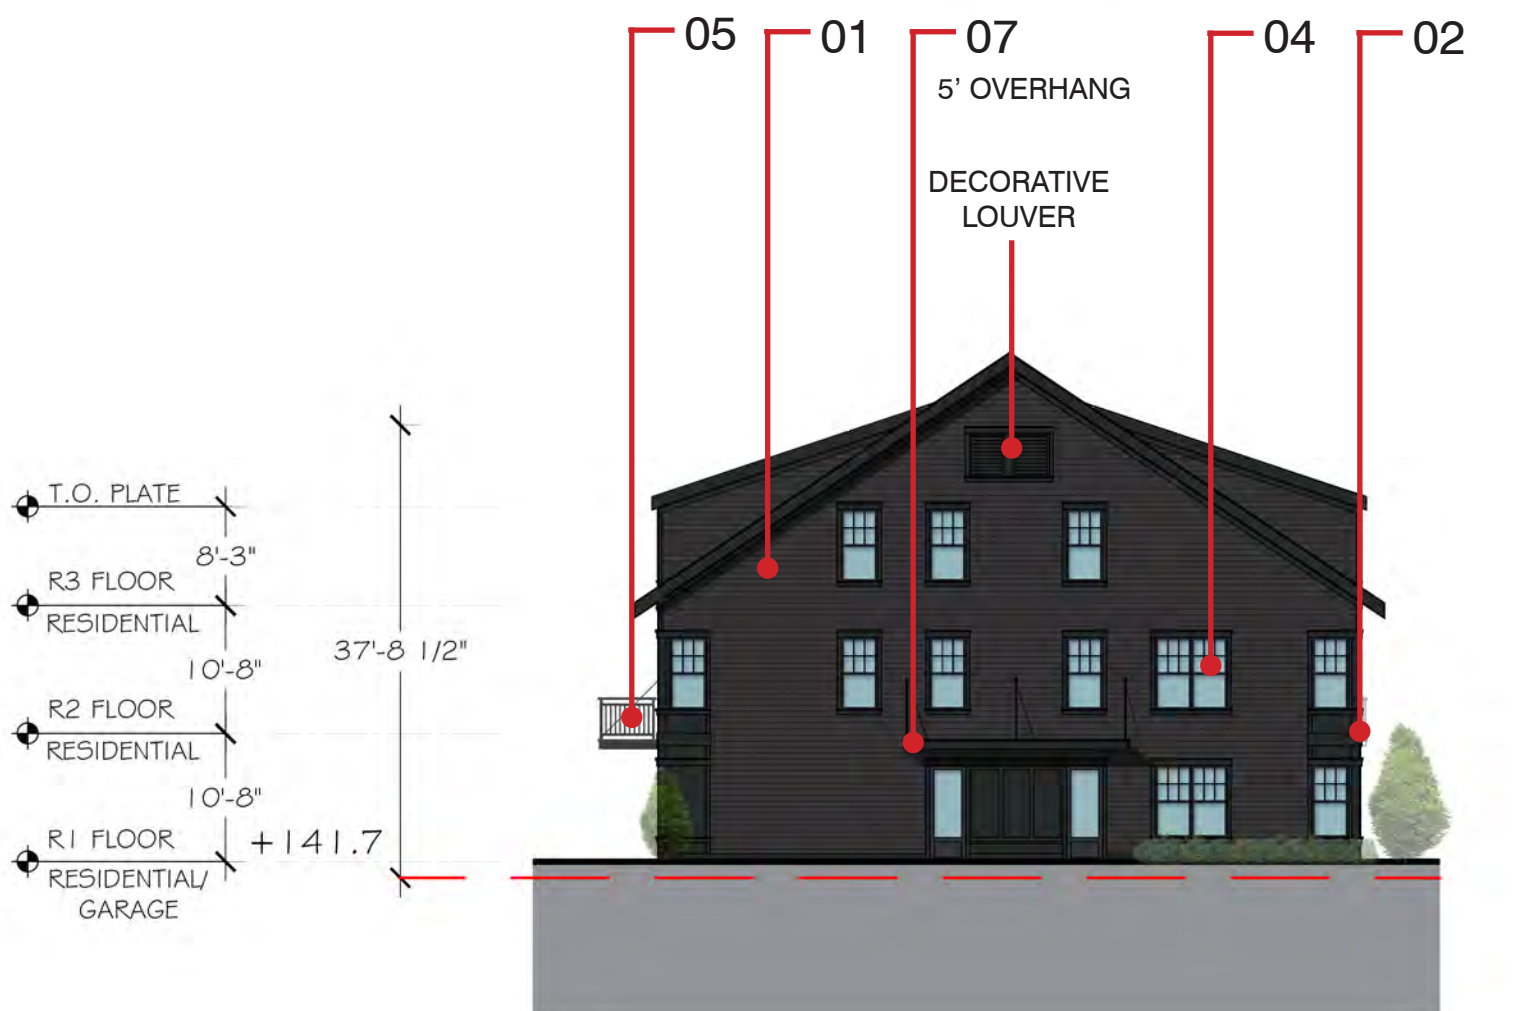 05
01
07
04
02
5’ OVERHANG
DECORATIVE
LOUVER
T.O. PLATE
8'-3"
R3 FLOOR
RESIDENTIAL
10'-8"
37'-8 1/2"
R2 FLOOR
RESIDENTIAL
10'-8"
R1 FLOOR
+141.7
RESIDENTIAL/
GARAGE